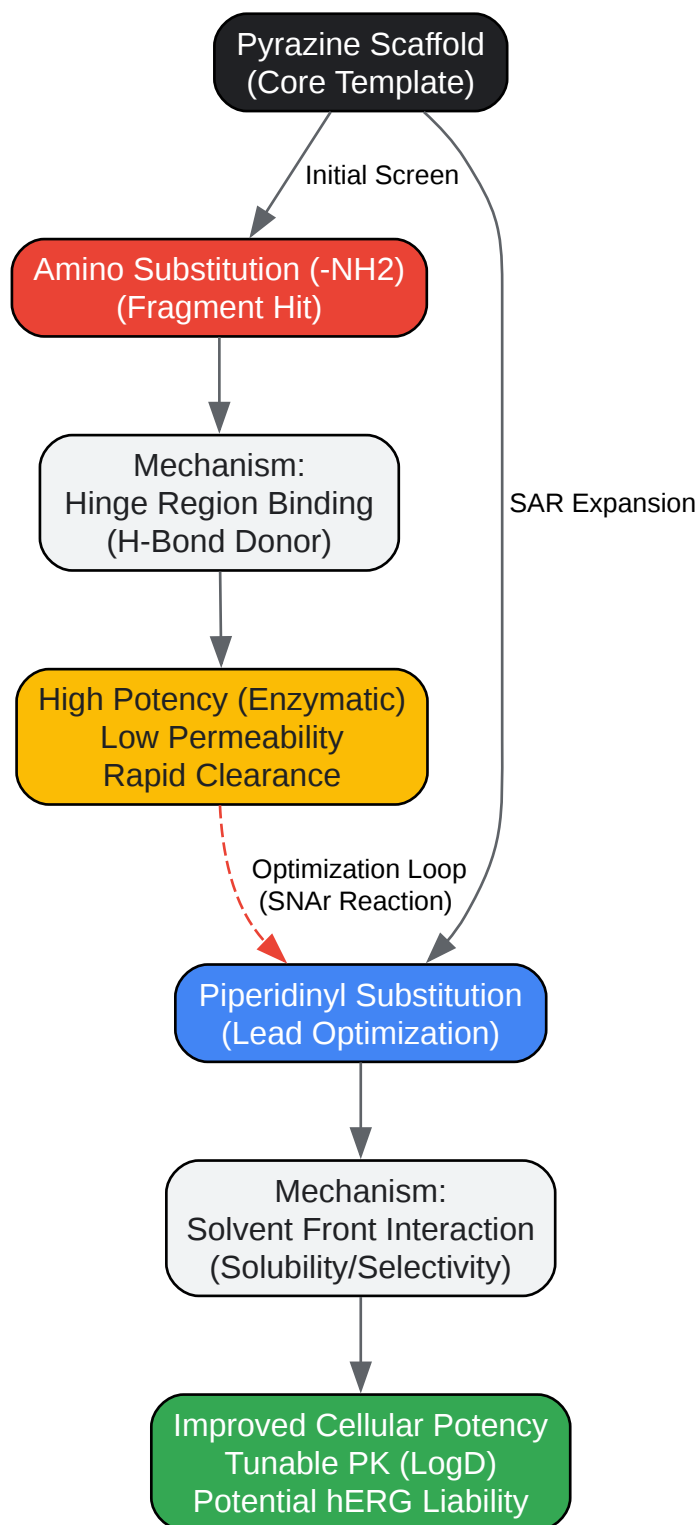 Pyrazine Scaffold
(Core Template)
Initial Screen
Amino Substitution (-NH2)
(Fragment Hit)
Mechanism:
Hinge Region Binding
(H-Bond Donor)
SAR Expansion
High Potency (Enzymatic)
Low Permeability
Rapid Clearance
Optimization Loop
(SNAr Reaction)
Piperidinyl Substitution
(Lead Optimization)
Mechanism:
Solvent Front Interaction
(Solubility/Selectivity)
Improved Cellular Potency
Tunable PK (LogD)
Potential hERG Liability